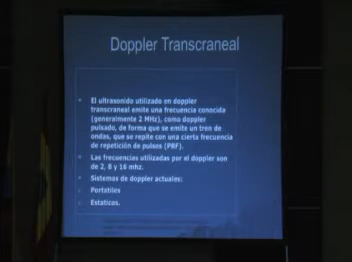 Doppler Transcraneal
El ultrasonido utilizado en doppler
transcraneal emite una frecuencia conocida
(generalmente 2 MHz), como doppler
pulsado, de forma que se emite un tren de
ondas, que se repite con una cierta frecuencia
de repetición de pulsos (PRF).
Las frecuencias utilizadas por el doppler son
de 2, 8 y 16 mhz.
Sistemas de doppler actuales:
Portatiles
Estaticos.